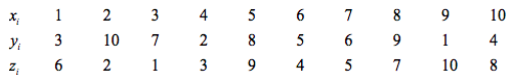 xᵢ 1 2 3 4 5 6 7 8 9 10
yᵢ 3 10 7 2 8 5 6 9 1 4
zᵢ 6 2 1 3 9 4 5 7 10 8